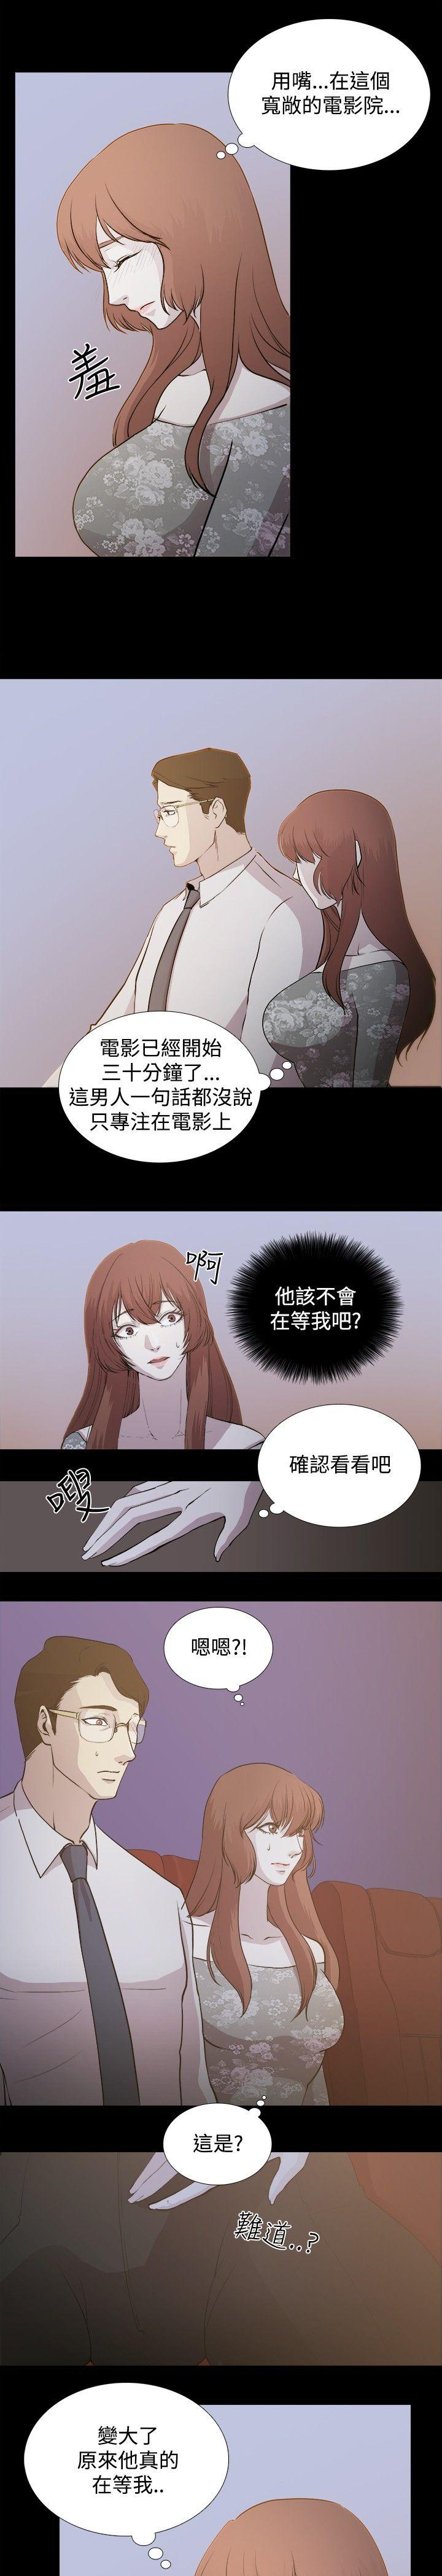 用嘴...在這個
寬敞的電影院...
羞
電影已經開始
三十分鐘了...
這男人一句話都沒說
只專注在電影上
啊
他該不會
在等我吧?
確認看看吧
嗖
嗯嗯?!
這是?
難道..?
變大了
原來他真的
在等我..